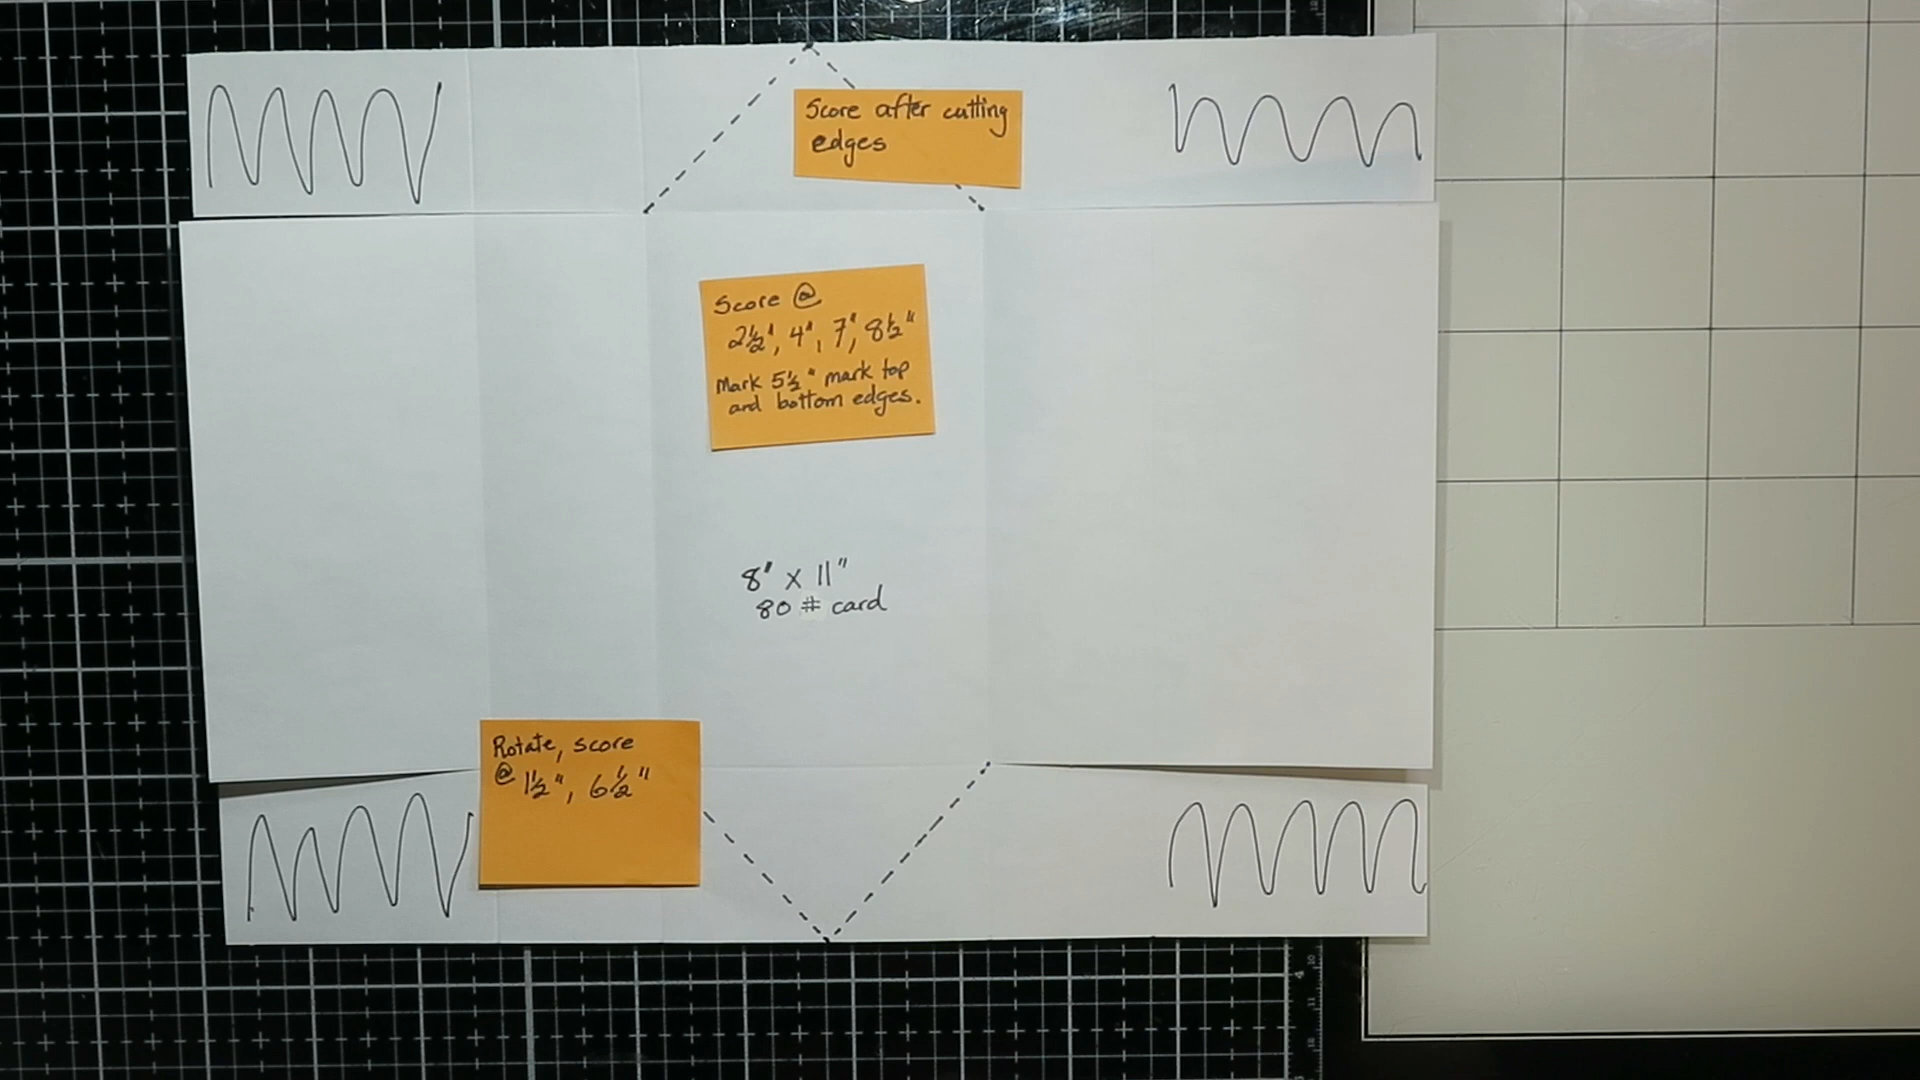 Score after cutting
edges
Score @
2½", 4", 7", 8½"
Mark 5½" mark top
and bottom edges.
8" x 11"
80 # card
Rotate, score
@ 1½", 6½"